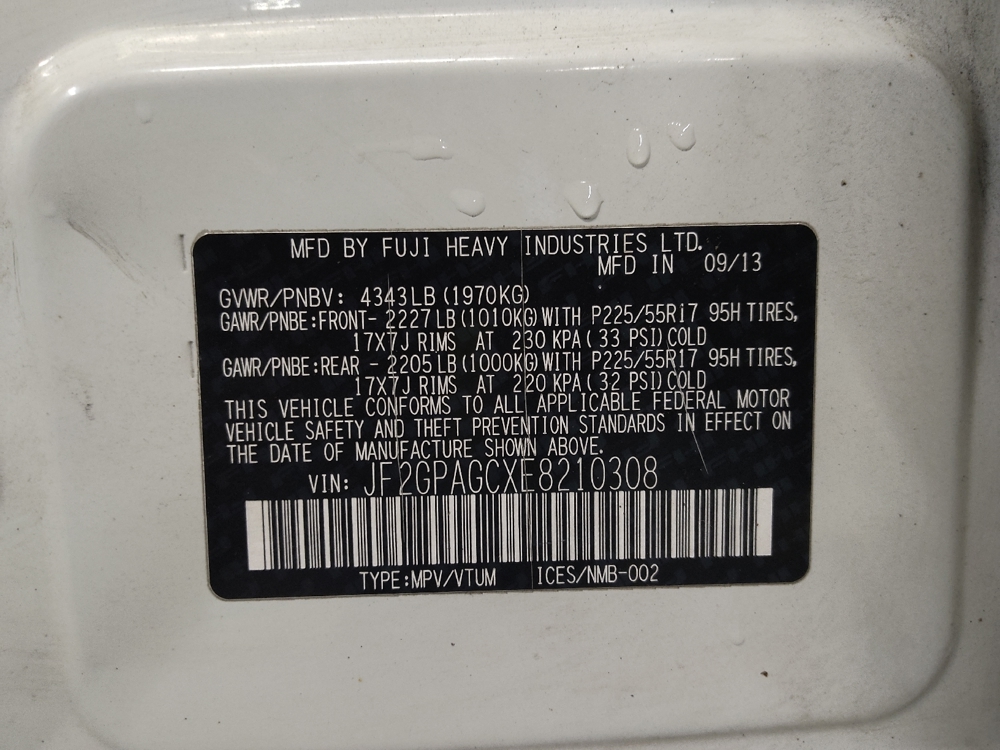 MFD BY FUJI HEAVY INDUSTRIES LTD.
MFD IN 09/13
GVWR/PNBV: 4343LB (1970KG)
GAWR/PNBE:FRONT- 2227LB (1010KG) WITH P225/55R17 95H TIRES,
17X7J RIMS AT 230 KPA (33 PSI) COLD
GAWR/PNBE:REAR - 2205LB (1000KG) WITH P225/55R17 95H TIRES,
17X7J RIMS AT 220 KPA (32 PSI) COLD
THIS VEHICLE CONFORMS TO ALL APPLICABLE FEDERAL MOTOR
VEHICLE SAFETY AND THEFT PREVENTION STANDARDS IN EFFECT ON
THE DATE OF MANUFACTURE SHOWN ABOVE.
VIN: JF2GPAGCXE8210308
TYPE:MPV/VTUM ICES/NMB-002